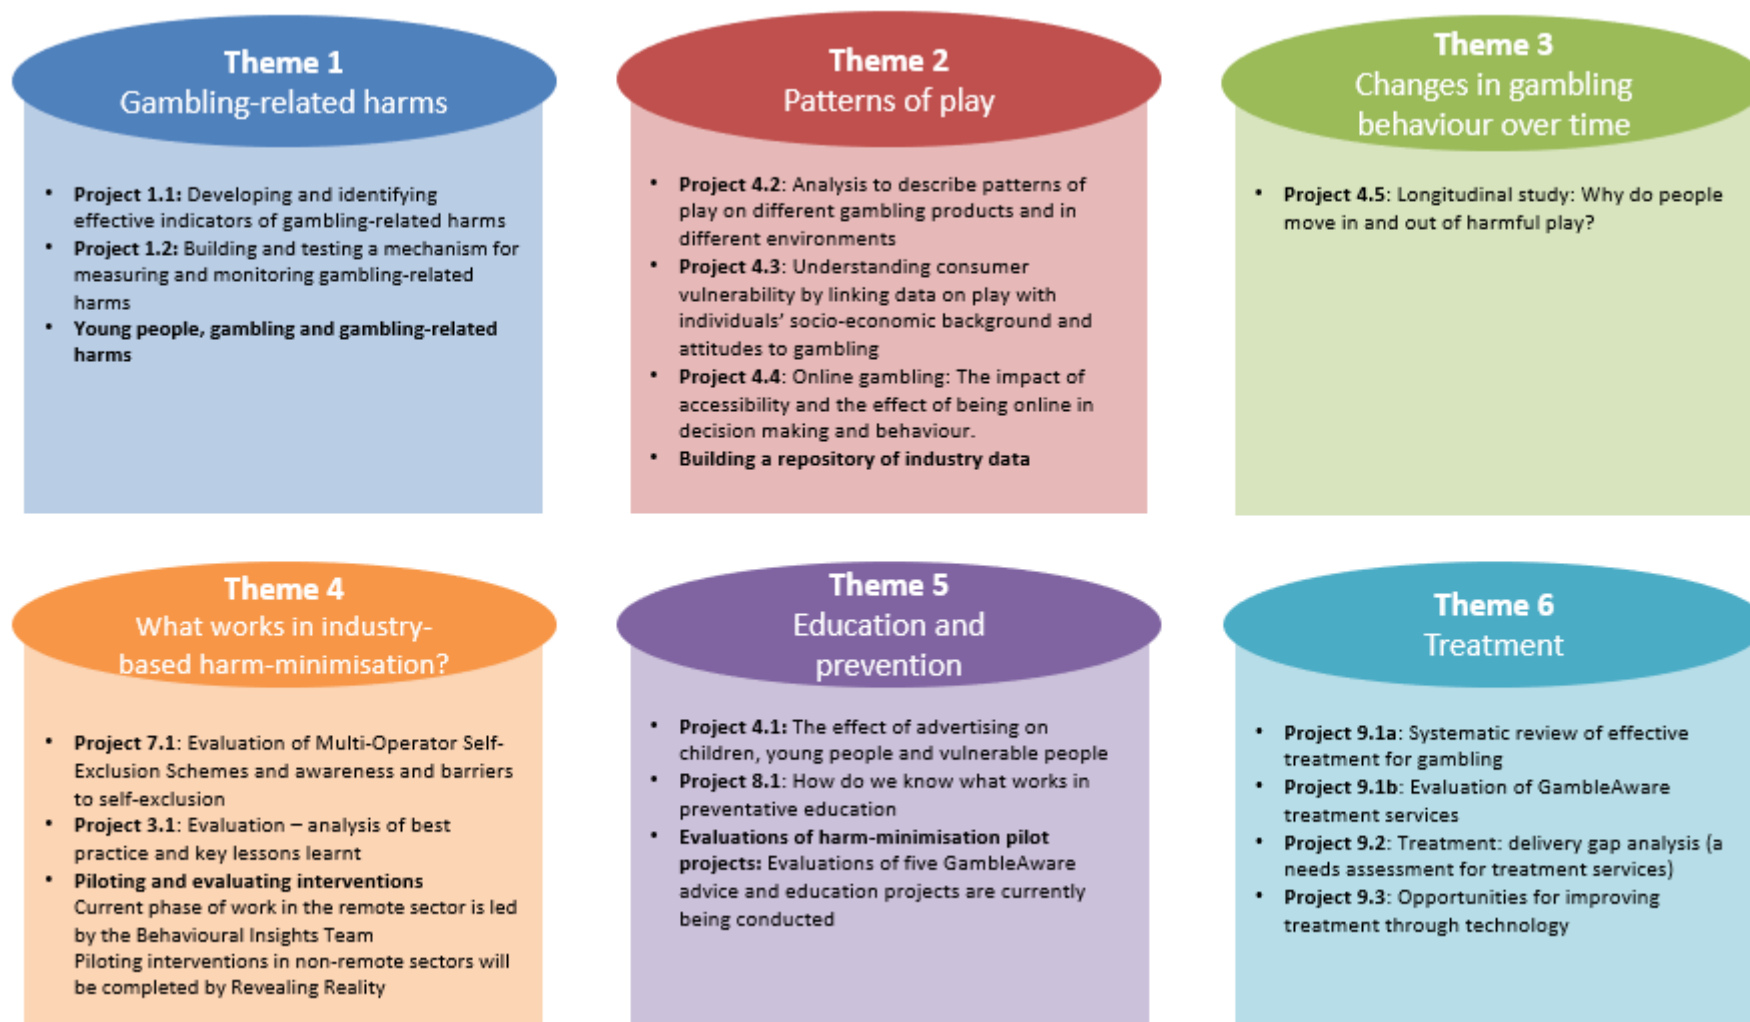 Theme 1
Gambling-related harms
• Project 1.1: Developing and identifying
effective indicators of gambling-related harms
• Project 1.2: Building and testing a mechanism for
measuring and monitoring gambling-related
harms
• Young people, gambling and gambling-related
harms
Theme 2
Patterns of play
• Project 4.2: Analysis to describe patterns of
play on different gambling products and in
different environments
• Project 4.3: Understanding consumer
vulnerability by linking data on play with
individuals’ socio-economic background and
attitudes to gambling
• Project 4.4: Online gambling: The impact of
accessibility and the effect of being online in
decision making and behaviour.
• Building a repository of industry data
Theme 3
Changes in gambling
behaviour over time
• Project 4.5: Longitudinal study: Why do people
move in and out of harmful play?
Theme 4
What works in industry-
based harm-minimisation?
• Project 7.1: Evaluation of Multi-Operator Self-
Exclusion Schemes and awareness and barriers
to self-exclusion
• Project 3.1: Evaluation – analysis of best
practice and key lessons learnt
• Piloting and evaluating interventions
Current phase of work in the remote sector is led
by the Behavioural Insights Team
Piloting interventions in non-remote sectors will
be completed by Revealing Reality
Theme 5
Education and
prevention
• Project 4.1: The effect of advertising on
children, young people and vulnerable people
• Project 8.1: How do we know what works in
preventative education
• Evaluations of harm-minimisation pilot
projects: Evaluations of five GambleAware
advice and education projects are currently
being conducted
Theme 6
Treatment
• Project 9.1a: Systematic review of effective
treatment for gambling
• Project 9.1b: Evaluation of GambleAware
treatment services
• Project 9.2: Treatment: delivery gap analysis (a
needs assessment for treatment services)
• Project 9.3: Opportunities for improving
treatment through technology